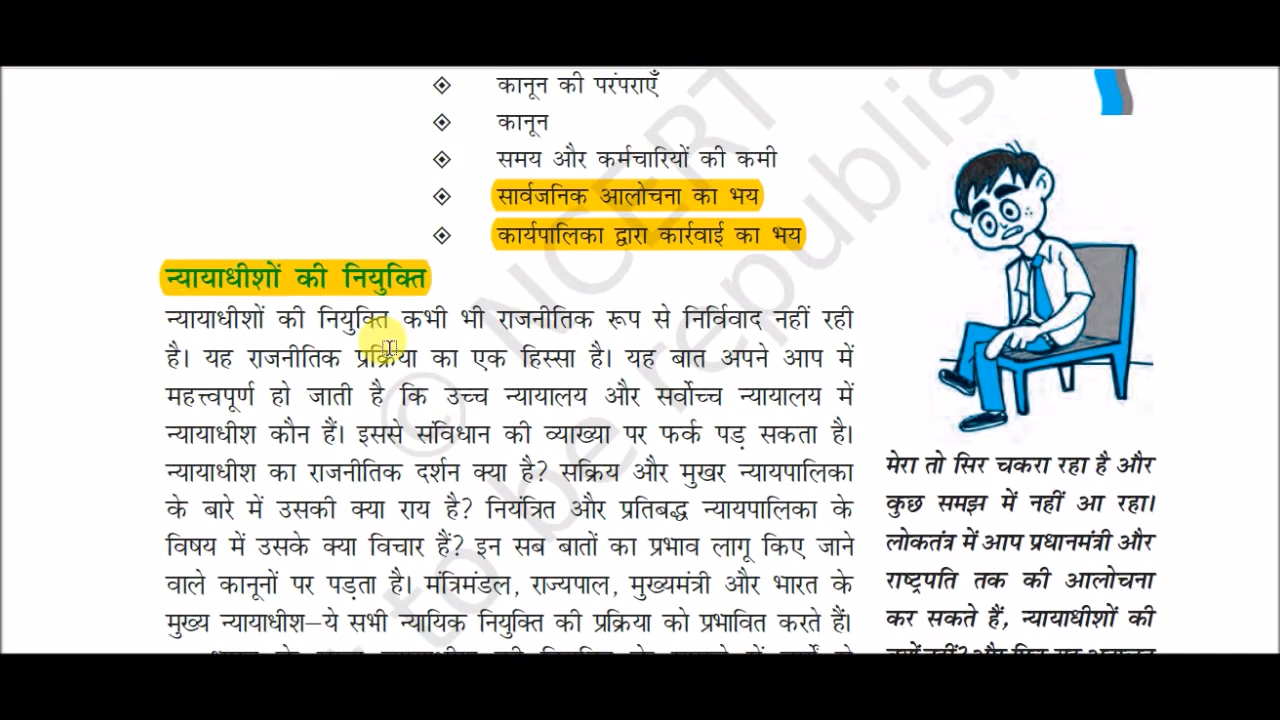 कानून की परंपराएँ
कानून
समय और कर्मचारियों की कमी
सार्वजनिक आलोचना का भय
कार्यपालिका द्वारा कार्रवाई का भय
न्यायाधीशों की नियुक्ति
न्यायाधीशों की नियुक्ति कभी भी राजनीतिक रूप से निर्विवाद नहीं रही
है। यह राजनीतिक प्रक्रिया का एक हिस्सा है। यह बात अपने आप में
महत्त्वपूर्ण हो जाती है कि उच्च न्यायालय और सर्वोच्च न्यायालय में
न्यायाधीश कौन हैं। इससे संविधान की व्याख्या पर फर्क पड़ सकता है।
न्यायाधीश का राजनीतिक दर्शन क्या है? सक्रिय और मुखर न्यायपालिका
के बारे में उसकी क्या राय है? नियंत्रित और प्रतिबद्ध न्यायपालिका के
विषय में उसके क्या विचार हैं? इन सब बातों का प्रभाव लागू किए जाने
वाले कानूनों पर पड़ता है। मंत्रिमंडल, राज्यपाल, मुख्यमंत्री और भारत के
मुख्य न्यायाधीश–ये सभी न्यायिक नियुक्ति की प्रक्रिया को प्रभावित करते हैं।
मेरा तो सिर चकरा रहा है और
कुछ समझ में नहीं आ रहा।
लोकतंत्र में आप प्रधानमंत्री और
राष्ट्रपति तक की आलोचना
कर सकते हैं, न्यायाधीशों की
© NCERT
to be republish